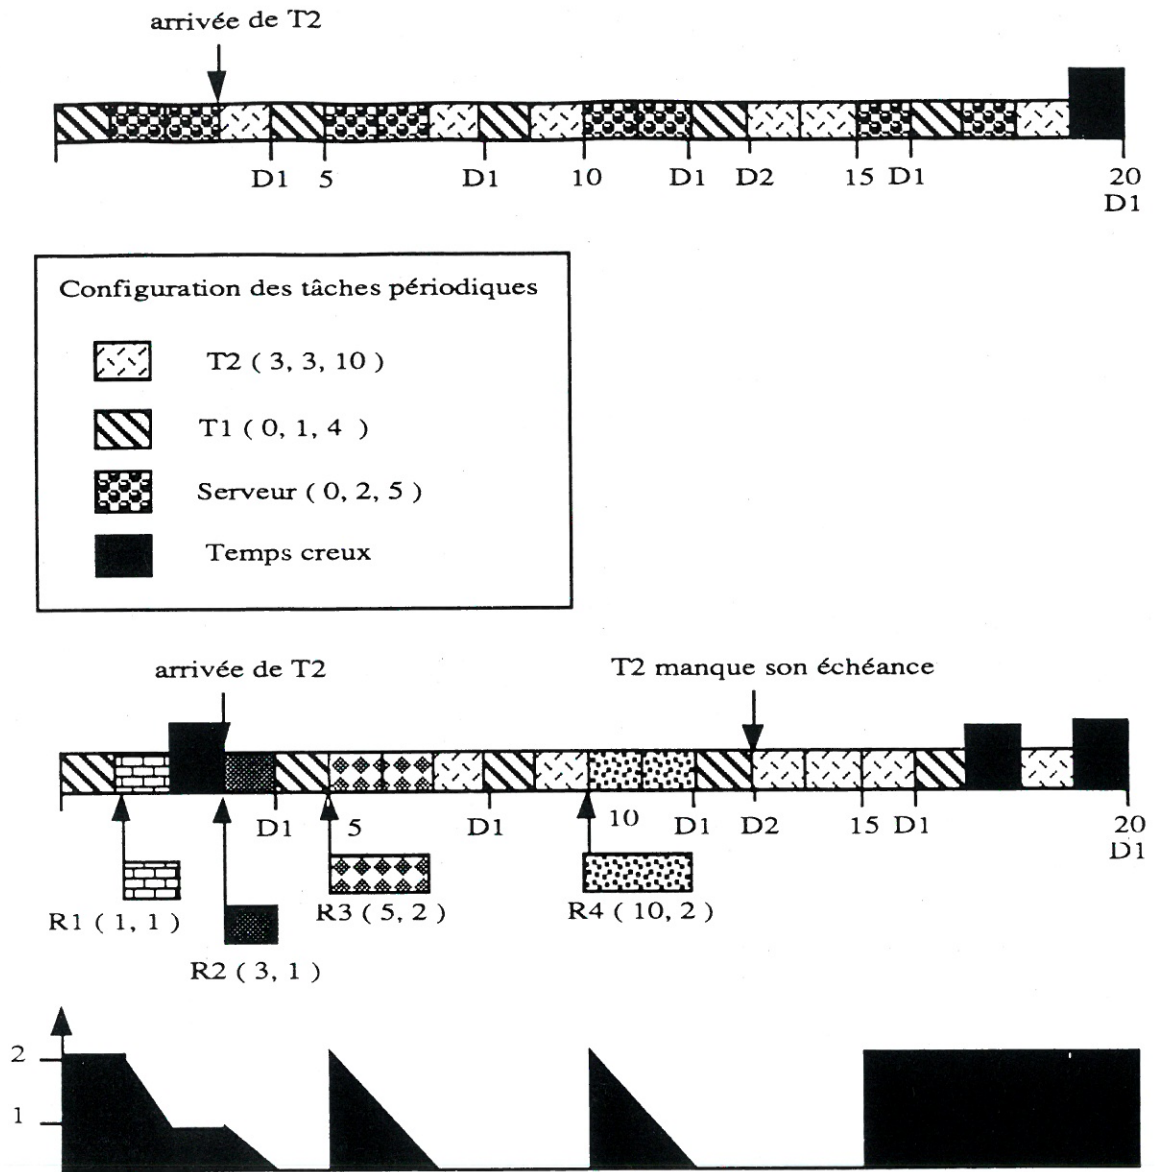 arrivée de T2
D1 5 D1 10 D1 D2 15 D1 20
D1
Configuration des tâches périodiques
T2 ( 3, 3, 10 )
T1 ( 0, 1, 4 )
Serveur ( 0, 2, 5 )
Temps creux
arrivée de T2 T2 manque son échéance
D1 5 D1 10 D1 D2 15 D1 20
D1
R1 ( 1, 1 ) R3 ( 5, 2 ) R4 ( 10, 2 )
R2 ( 3, 1 )
2
1